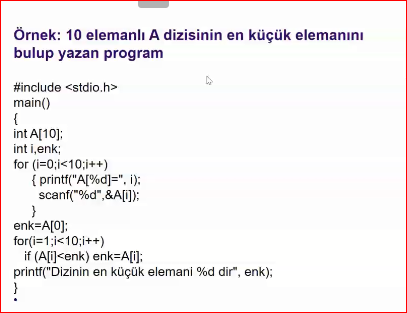 Örnek: 10 elemanlı A dizisinin en küçük elemanını
bulup yazan program
#include <stdio.h>
main()
{
int A[10];
int i,enk;
for (i=0;i<10;i++)
{ printf("A[%d]=", i);
scanf("%d",&A[i]);
}
enk=A[0];
for(i=1;i<10;i++)
if (A[i]<enk) enk=A[i];
printf("Dizinin en küçük elemani %d dir", enk);
}
•